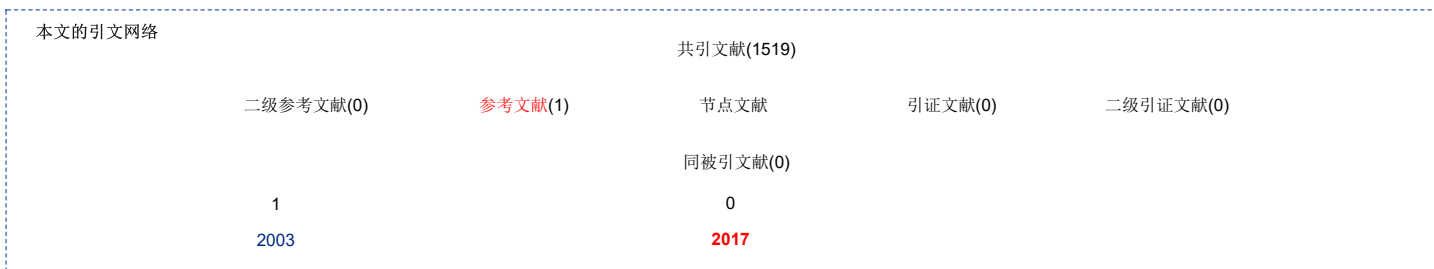 本文的引文网络
共引文献(1519)
二级参考文献(0) 参考文献(1) 节点文献 引证文献(0) 二级引证文献(0)
同被引文献(0)
1 0
2003 2017